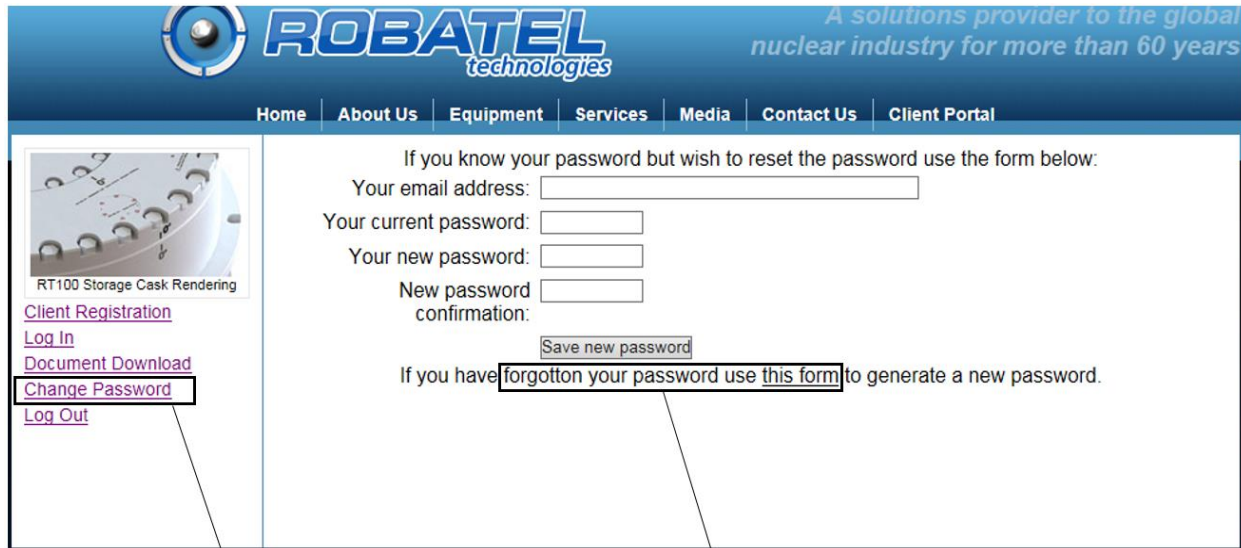 ROBATEL
technologies
A solutions provider to the global
nuclear industry for more than 60 years
Home About Us Equipment Services Media Contact Us Client Portal
RT100 Storage Cask Rendering
Client Registration
Log In
Document Download
Change Password
Log Out
If you know your password but wish to reset the password use the form below:
Your email address:
Your current password:
Your new password:
New password
confirmation:
Save new password
If you have forgotton your password use this form to generate a new password.